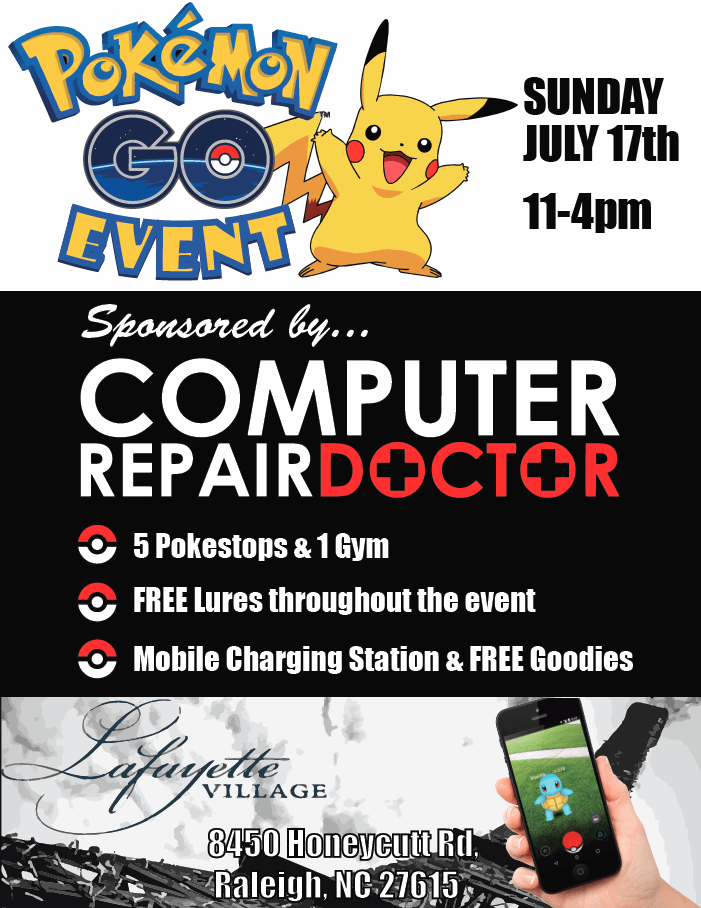 POKéMON
GO
EVENT
TM
SUNDAY
JULY 17th
11-4pm
Sponsored by...
COMPUTER
REPAIRDOCTOR
5 Pokestops & 1 Gym
FREE Lures throughout the event
Mobile Charging Station & FREE Goodies
Lafayette
VILLAGE
8450 Honeycutt Rd,
Raleigh, NC 27615